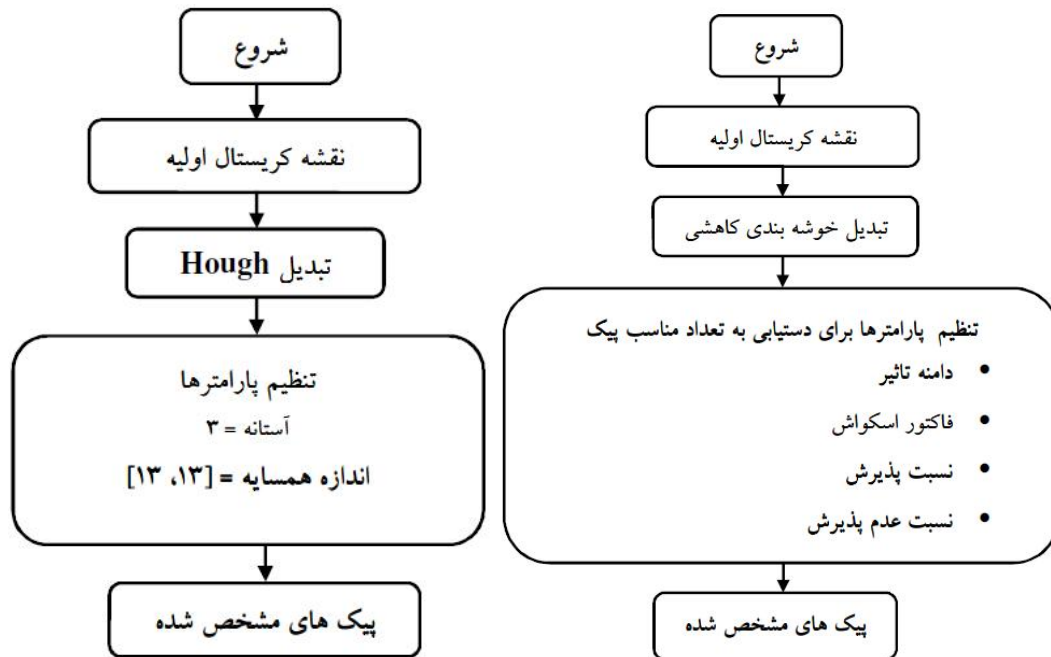 شروع
نقشه کریستال اولیه
تبدیل Hough
تنظیم پارامترها
آستانه = ۳
اندازه همسایه = [۱۳، ۱۳]
پیک های مشخص شده
شروع
نقشه کریستال اولیه
تبدیل خوشه بندی کاهشی
تنظیم پارامترها برای دستیابی به تعداد مناسب پیک
• دامنه تاثیر
• فاکتور اسکواش
• نسبت پذیرش
• نسبت عدم پذیرش
پیک های مشخص شده